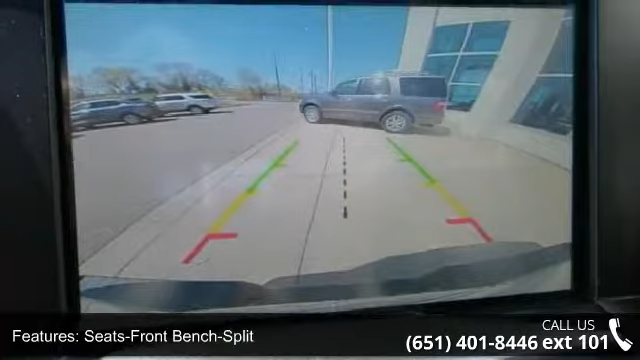 Features: Seats-Front Bench-Split
CALL US
(651) 401-8446 ext 101